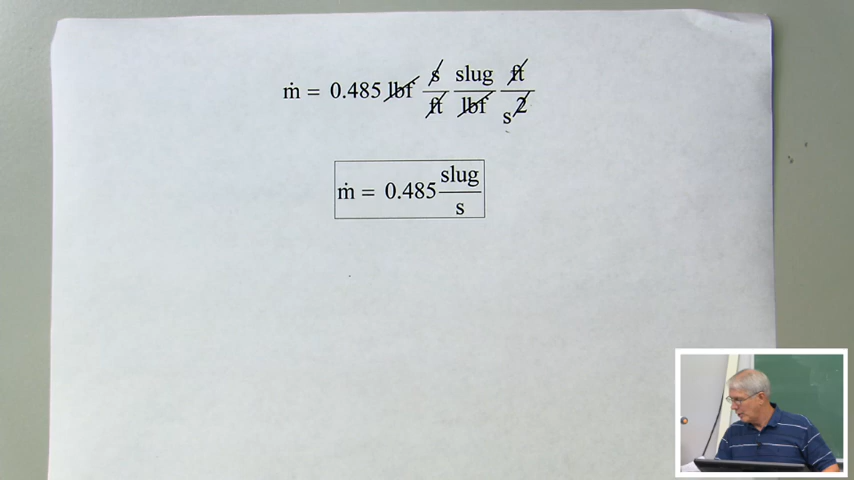 ṁ = 0.485 lbf s/ft slug/lbf ft/s2
ṁ = 0.485 slug/s